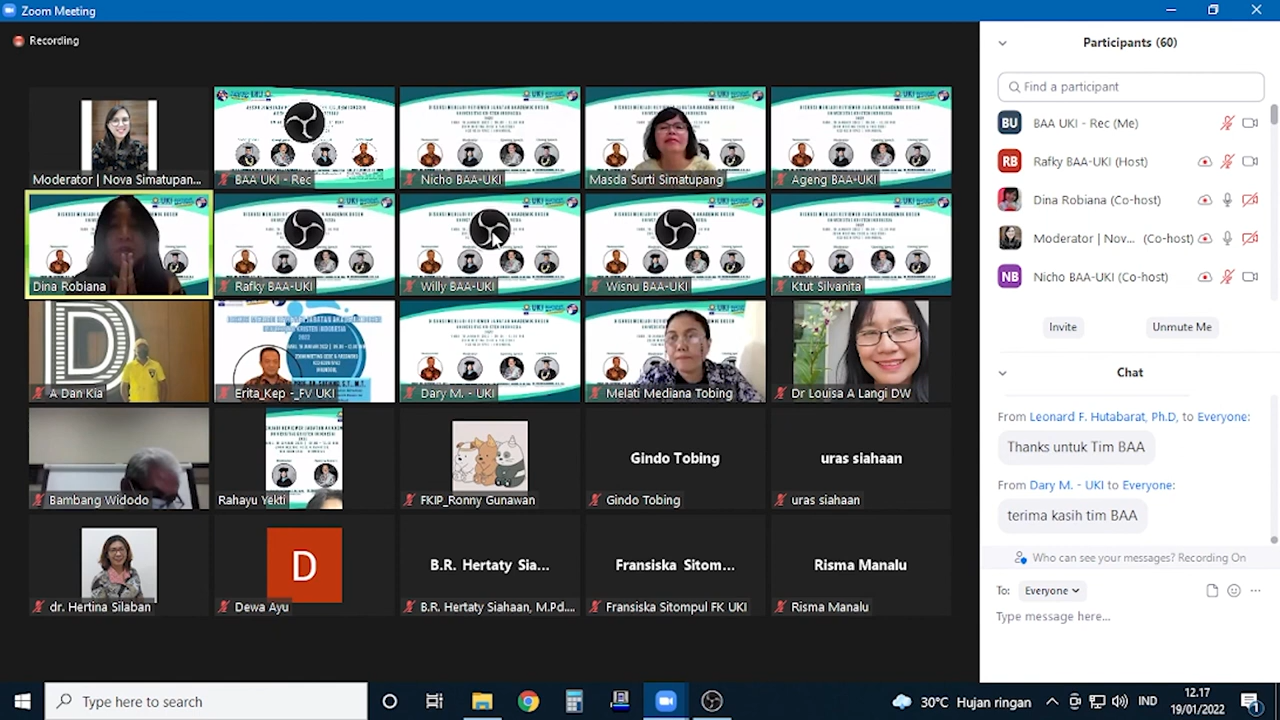 Zoom Meeting
Recording
Moderator | Nova Simatupan...
BAA UKI - Rec
Nicho BAA-UKI
Masda Surti Simatupang
Ageng BAA-UKI
Dina Robiana
Rafky BAA-UKI
Willy BAA-UKI
Wisnu BAA-UKI
Ktut Silvanita
A Dan Kia
Erita_Kep -_FV UKI
Dary M. - UKI
Melati Mediana Tobing
Dr Louisa A Langi DW
Bambang Widodo
Rahayu Yekti
FKIP_Ronny Gunawan
Gindo Tobing
Gindo Tobing
uras siahaan
uras siahaan
dr. Hertina Silaban
D
Dewa Ayu
B.R. Hertaty Sia...
B.R. Hertaty Siahaan, M.Pd....
Fransiska Sitom...
Fransiska Sitompul FK UKI
Risma Manalu
Risma Manalu
Participants (60)
Find a participant
BU BAA UKI - Rec (Me)
RB Rafky BAA-UKI (Host)
Dina Robiana (Co-host)
Moderator | Nov... (Co-host)
NB Nicho BAA-UKI (Co-host)
Invite
Unmute Me
Chat
From Leonard F. Hutabarat, Ph.D, to Everyone:
Thanks untuk Tim BAA
From Dary M. - UKI to Everyone:
terima kasih tim BAA
Who can see your messages? Recording On
To: Everyone
Type message here...
Type here to search
30°C Hujan ringan
IND
12.17
19/01/2022
1